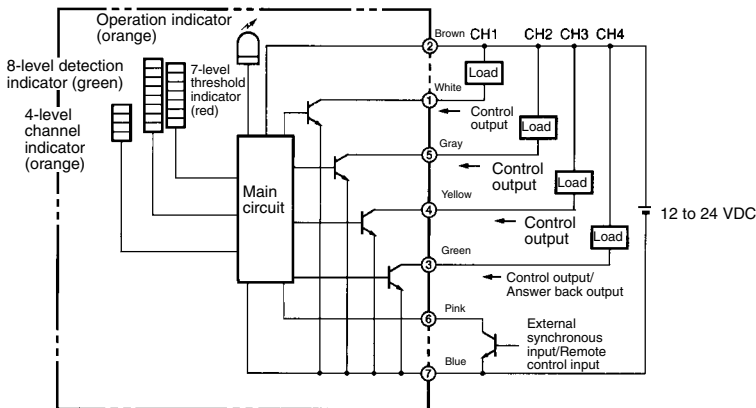 Operation indicator
(orange)
8-level detection
indicator (green)
7-level
threshold
indicator
(red)
4-level
channel
indicator
(orange)
Main
circuit
Brown
CH1
CH2
CH3
CH4
2
Load
White
1
Control
output
Load
Gray
5
Control
output
Load
Yellow
4
Control
output
12 to 24 VDC
Load
Green
3
Control output/
Answer back output
Pink
6
External
synchronous
input/Remote
control input
Blue
7